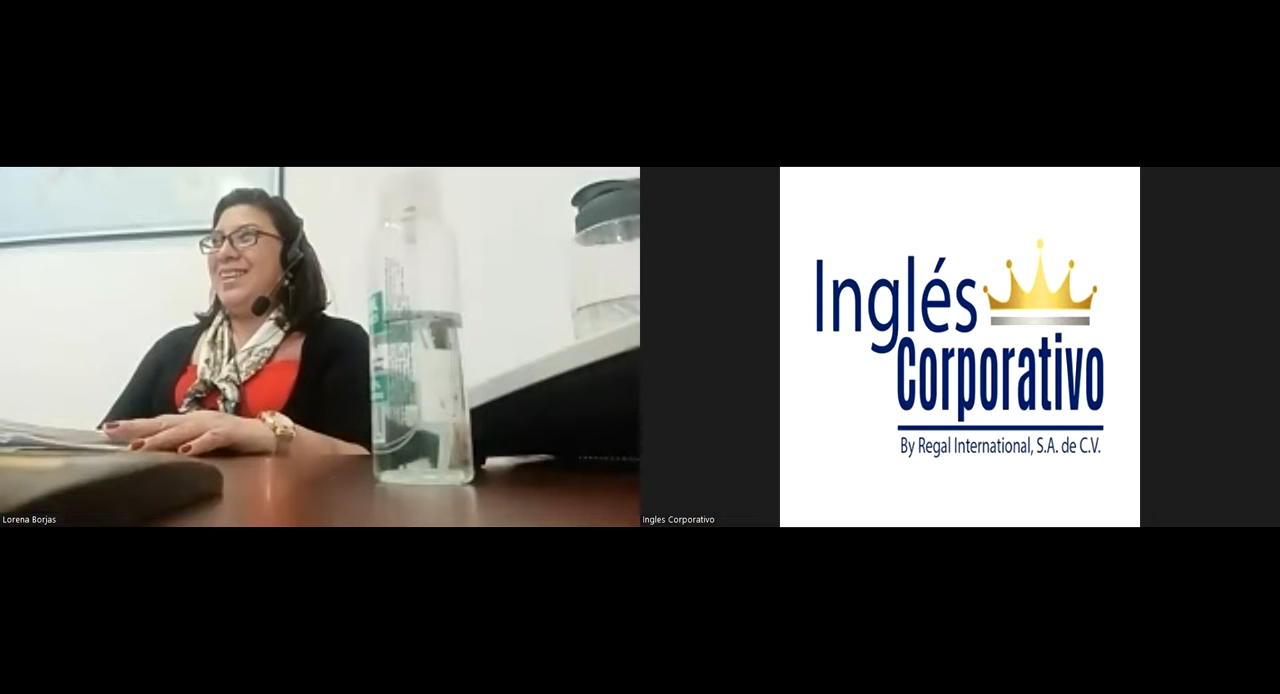 Lorena Borjas
Inglés
Corporativo
By Regal International, S.A. de C.V.
Ingles Corporativo